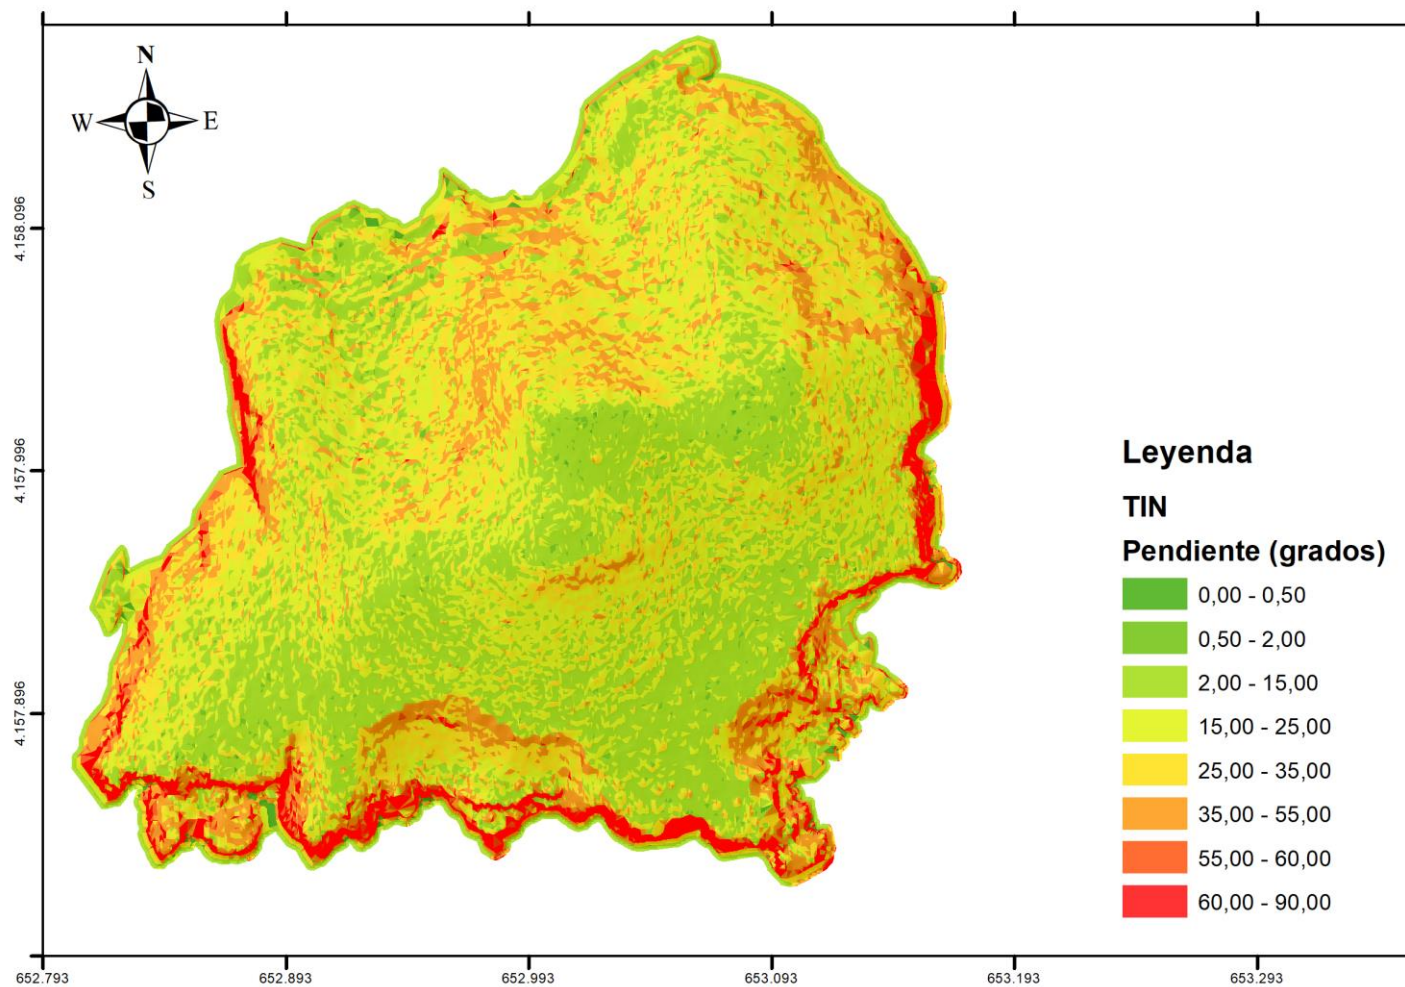 N
W E
S
4.158.096
4.157.996
4.157.896
Leyenda
TIN
Pendiente (grados)
0,00 - 0,50
0,50 - 2,00
2,00 - 15,00
15,00 - 25,00
25,00 - 35,00
35,00 - 55,00
55,00 - 60,00
60,00 - 90,00
652.793 652.893 652.993 653.093 653.193 653.293